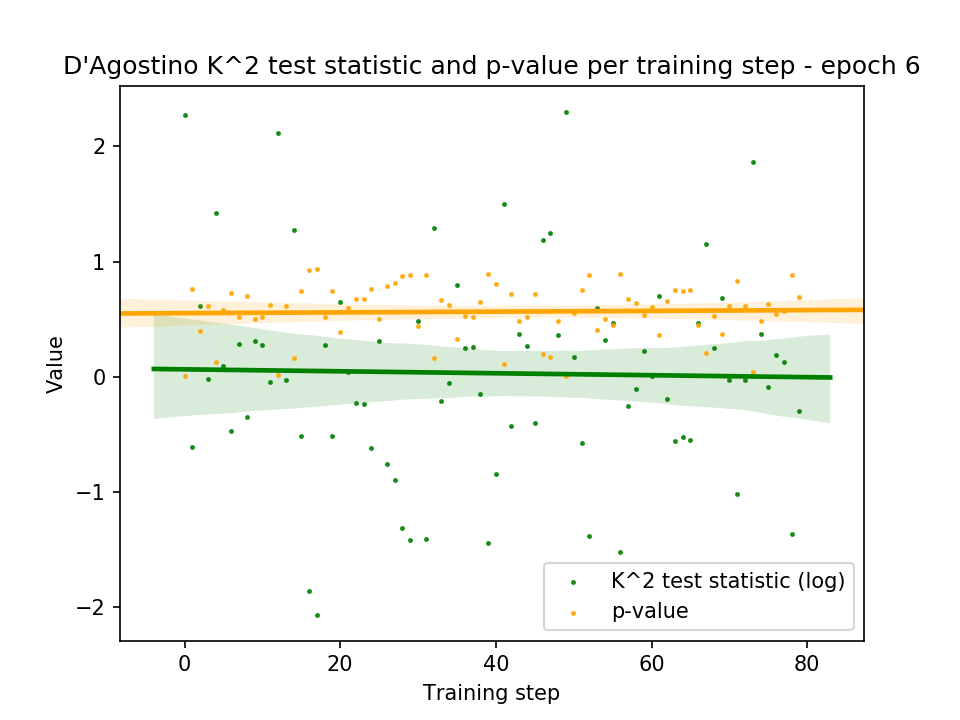 D'Agostino K^2 test statistic and p-value per training step - epoch 6
2
1
0
−1
−2
Value
0 20 40 60 80
Training step
K^2 test statistic (log)
p-value